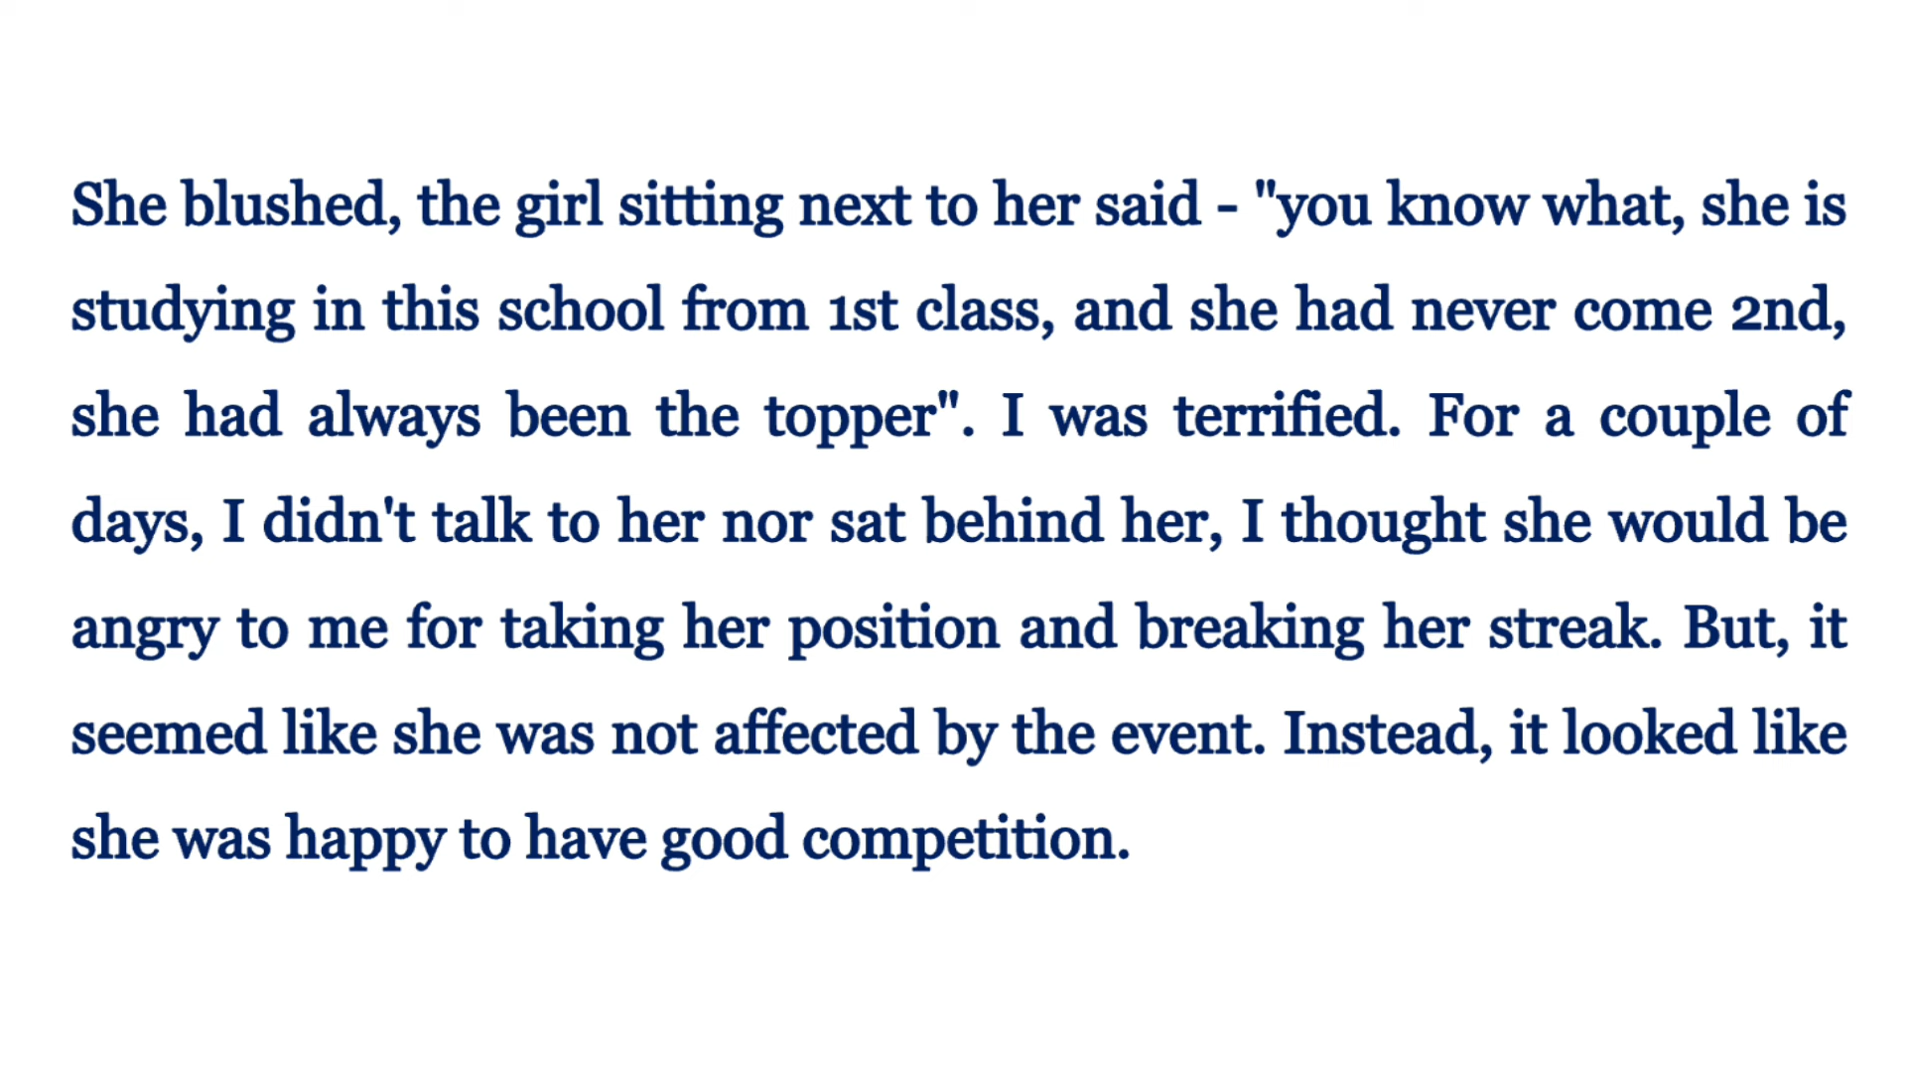 She blushed, the girl sitting next to her said - "you know what, she is
studying in this school from 1st class, and she had never come 2nd,
she had always been the topper". I was terrified. For a couple of
days, I didn't talk to her nor sat behind her, I thought she would be
angry to me for taking her position and breaking her streak. But, it
seemed like she was not affected by the event. Instead, it looked like
she was happy to have good competition.